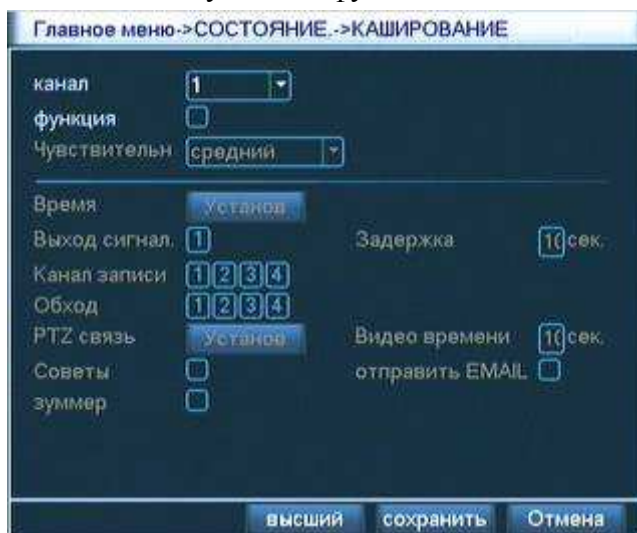 Главное меню->СОСТОЯНИЕ.->КАШИРОВАНИЕ
канал 1
функция
Чувствительн средний
Время Установ
Выход сигнал. 1 Задержка 10 сек.
Канал записи 1 2 3 4
Обход 1 2 3 4
PTZ связь Установ Видео времени 10 сек.
Советы отправить EMAIL
зуммер
высший сохранить Отмена